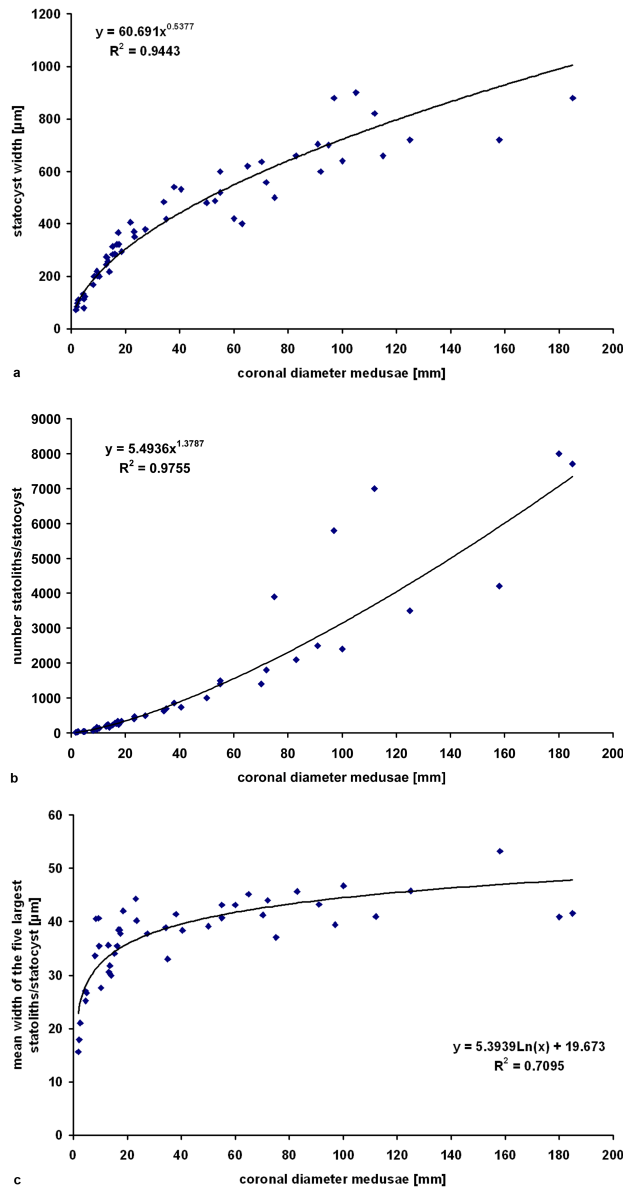 y = 60.691x^0.5377
R² = 0.9443
1200
1000
800
600
400
200
0
statocyst width [µm]
0 20 40 60 80 100 120 140 160 180 200
a
coronal diameter medusae [mm]
9000
8000
7000
6000
5000
4000
3000
2000
1000
0
y = 5.4936x^1.3787
R² = 0.9755
number statoliths/statocyst
0 20 40 60 80 100 120 140 160 180 200
b
coronal diameter medusae [mm]
60
50
40
30
20
10
0
mean width of the five largest
statoliths/statocyst [µm]
y = 5.3939Ln(x) + 19.673
R² = 0.7095
0 20 40 60 80 100 120 140 160 180 200
c
coronal diameter medusae [mm]